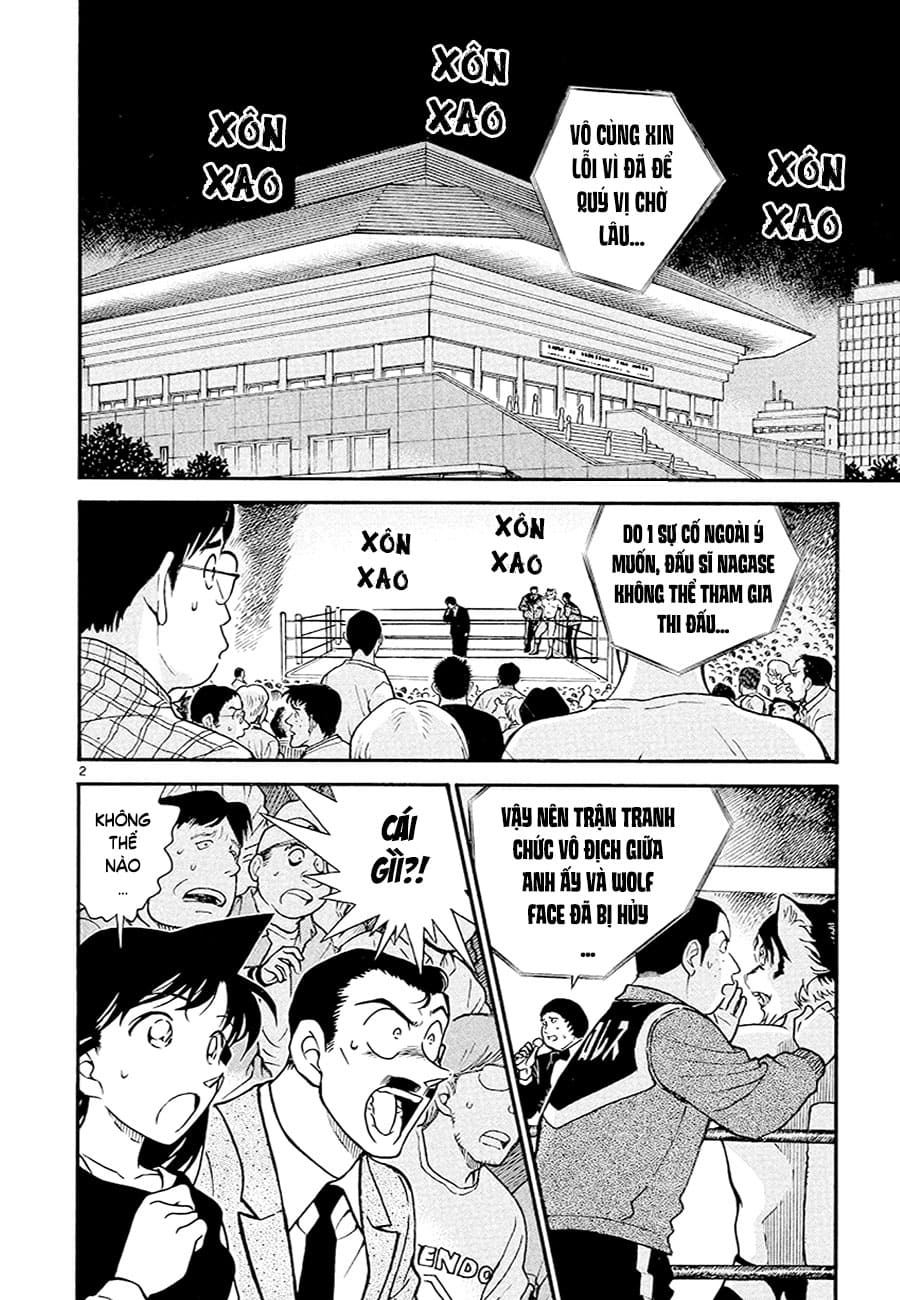 XÔN
XAO
XÔN
XAO
VÔ CÙNG XIN
LỖI VÌ ĐÃ ĐỂ
QUÝ VỊ CHỜ
LÂU...
XÔN
XAO
XÔN
XAO
XÔN
XAO
DO 1 SỰ CỐ NGOÀI Ý
MUỐN, ĐẤU SĨ NAGASE
KHÔNG THỂ THAM GIA
THI ĐẤU...
2
KHÔNG
THỂ
NÀO
...
CÁI
GÌ?!
VẬY NÊN TRẬN TRANH
CHỨC VÔ ĐỊCH GIỮA
ANH ẤY VÀ WOLF
FACE ĐÃ BỊ HỦY
...
ENDO